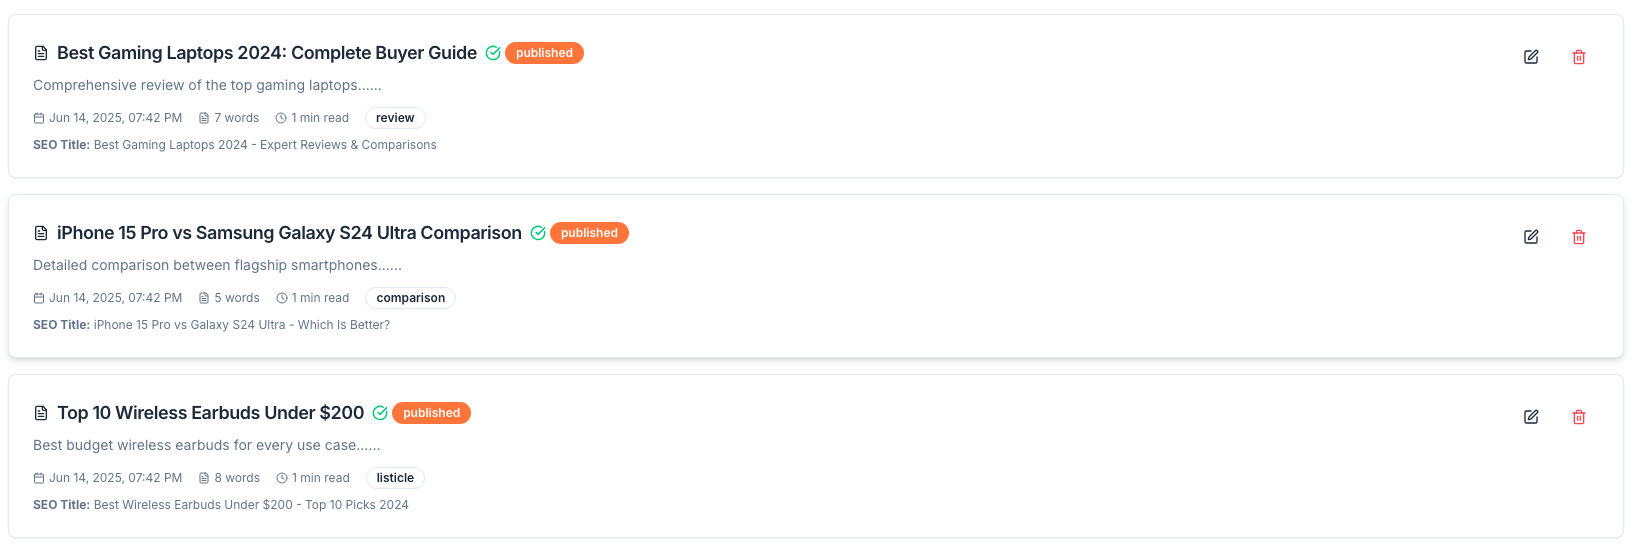 Best Gaming Laptops 2024: Complete Buyer Guide published
Comprehensive review of the top gaming laptops......
Jun 14, 2025, 07:42 PM 7 words 1 min read review
SEO Title: Best Gaming Laptops 2024 - Expert Reviews & Comparisons
iPhone 15 Pro vs Samsung Galaxy S24 Ultra Comparison published
Detailed comparison between flagship smartphones......
Jun 14, 2025, 07:42 PM 5 words 1 min read comparison
SEO Title: iPhone 15 Pro vs Galaxy S24 Ultra - Which Is Better?
Top 10 Wireless Earbuds Under $200 published
Best budget wireless earbuds for every use case......
Jun 14, 2025, 07:42 PM 8 words 1 min read listicle
SEO Title: Best Wireless Earbuds Under $200 - Top 10 Picks 2024